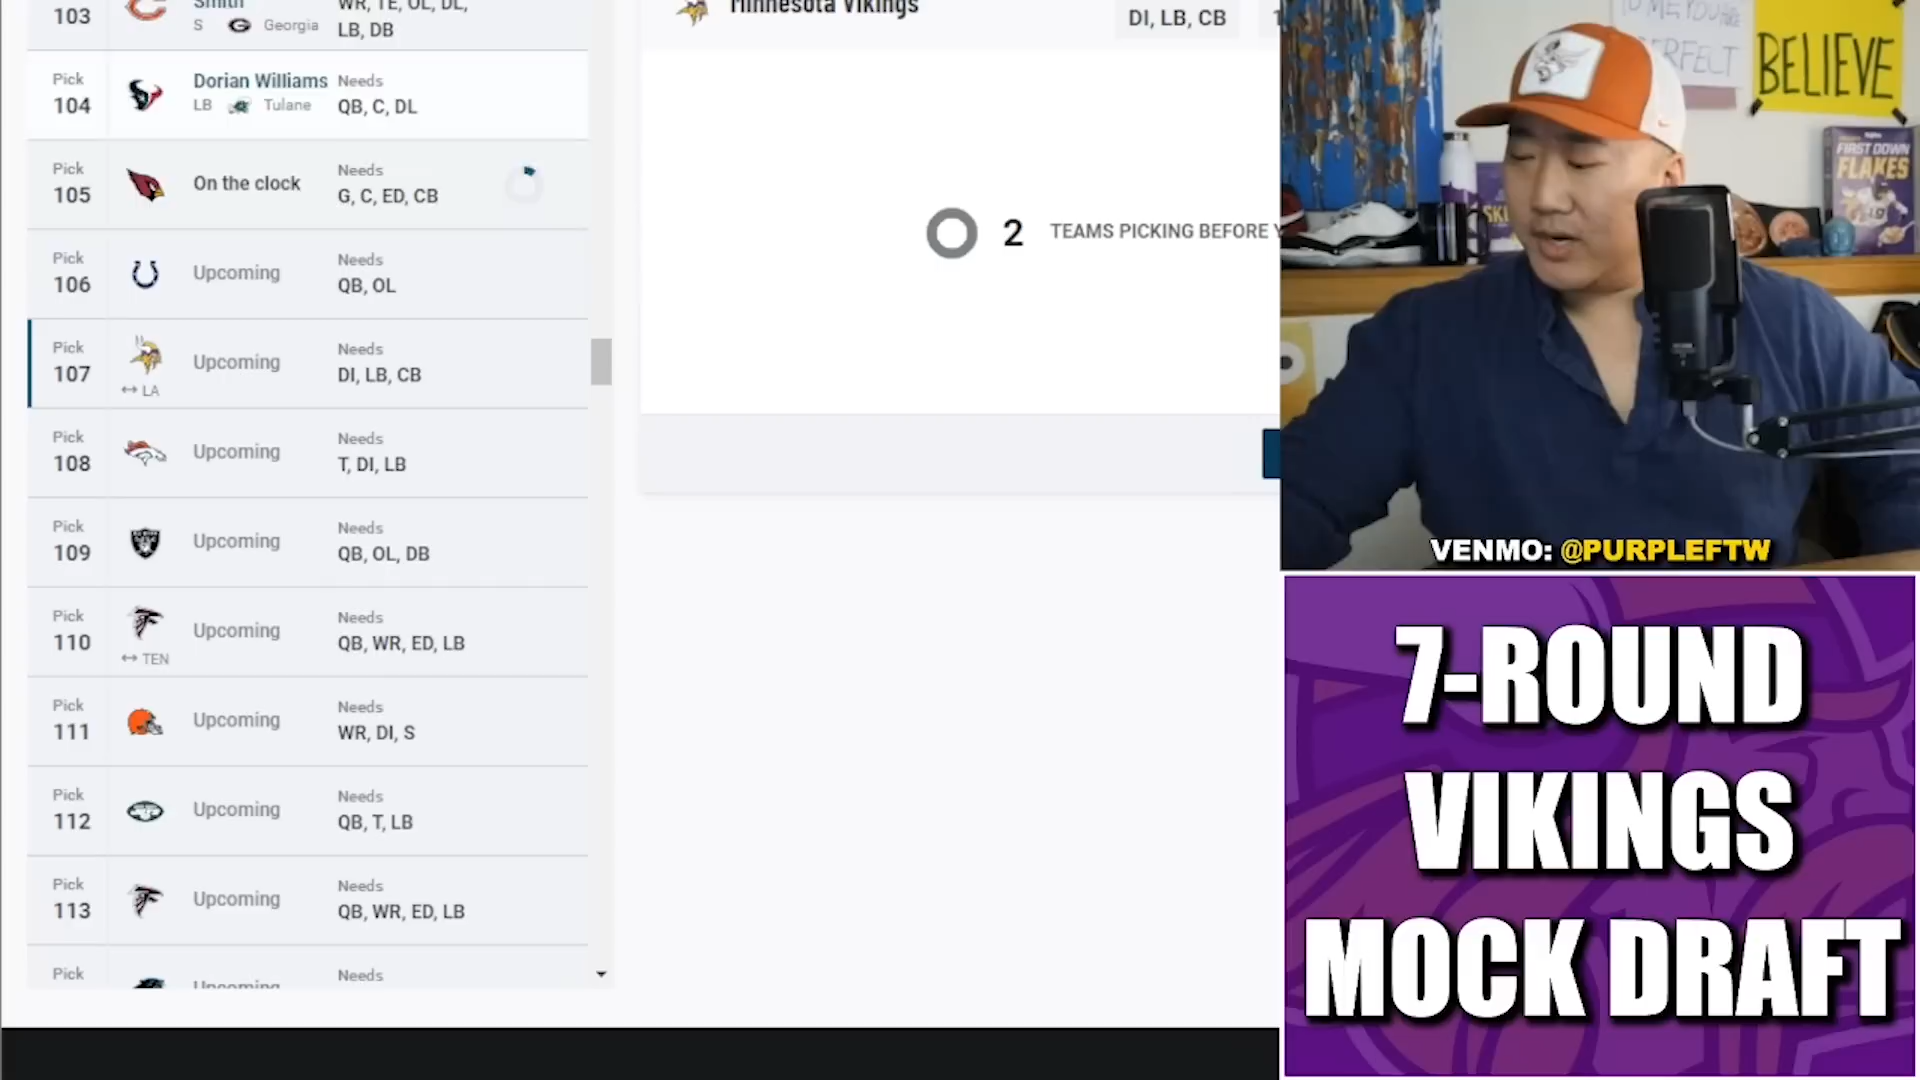 103
Smith
S Georgia
WR, TE, OL, DL,
LB, DB
Pick
104
Dorian Williams
LB Tulane
Needs
QB, C, DL
Pick
105
On the clock
Needs
G, C, ED, CB
Pick
106
Upcoming
Needs
QB, OL
Pick
107
↔ LA
Upcoming
Needs
DI, LB, CB
Pick
108
Upcoming
Needs
T, DI, LB
Pick
109
Upcoming
Needs
QB, OL, DB
Pick
110
↔ TEN
Upcoming
Needs
QB, WR, ED, LB
Pick
111
Upcoming
Needs
WR, DI, S
Pick
112
Upcoming
Needs
QB, T, LB
Pick
113
Upcoming
Needs
QB, WR, ED, LB
Pick
Upcoming
Needs
Minnesota Vikings
DI, LB, CB
2 TEAMS PICKING BEFORE
BELIEVE
FIRST DOWN
FLAKES
VENMO: @PURPLEFTW
7-ROUND
VIKINGS
MOCK DRAFT